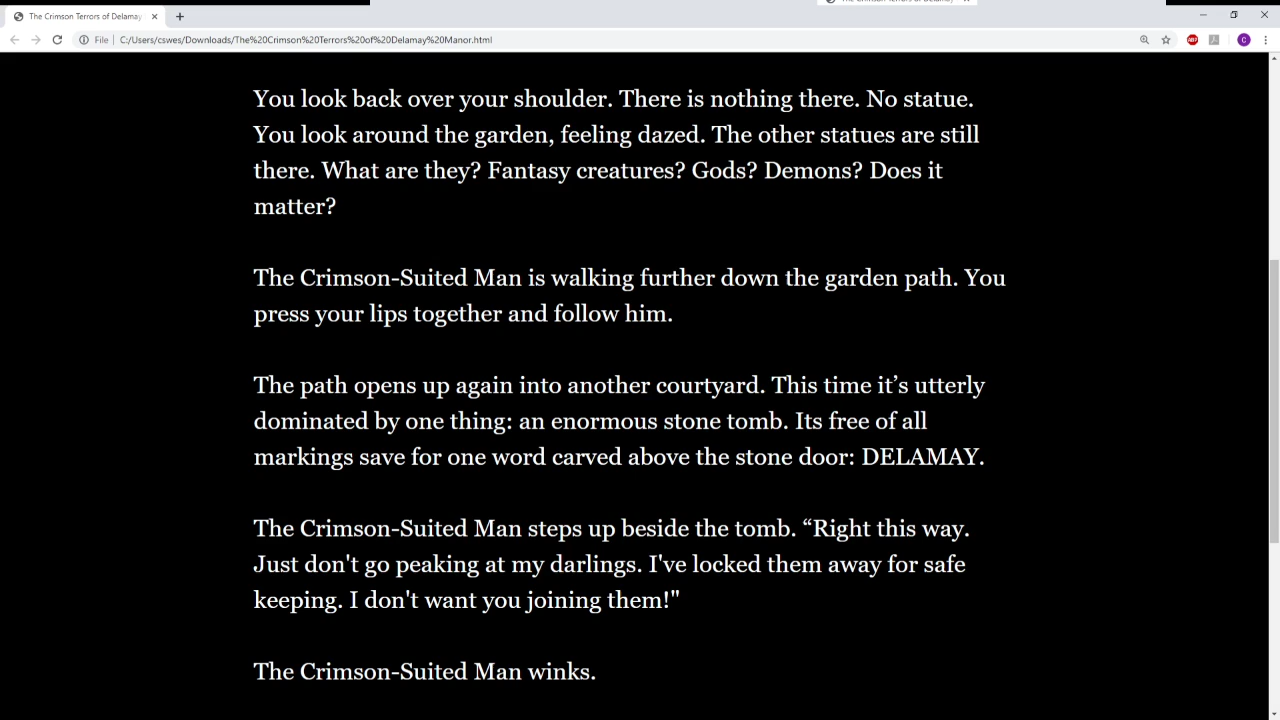 The Crimson Terrors of Delamay
File
C:/Users/cswes/Downloads/The%20Crimson%20Terrors%20of%20Delamay%20Manor.html
ABP
C
You look back over your shoulder. There is nothing there. No statue.
You look around the garden, feeling dazed. The other statues are still
there. What are they? Fantasy creatures? Gods? Demons? Does it
matter?
The Crimson-Suited Man is walking further down the garden path. You
press your lips together and follow him.
The path opens up again into another courtyard. This time it’s utterly
dominated by one thing: an enormous stone tomb. Its free of all
markings save for one word carved above the stone door: DELAMAY.
The Crimson-Suited Man steps up beside the tomb. “Right this way.
Just don't go peaking at my darlings. I've locked them away for safe
keeping. I don't want you joining them!"
The Crimson-Suited Man winks.